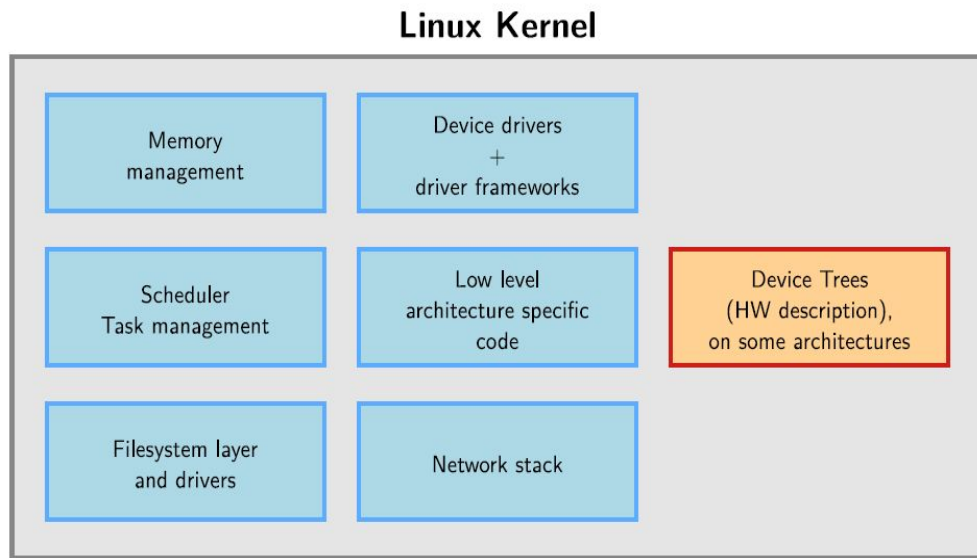 Linux Kernel
Memory
management
Device drivers
+
driver frameworks
Scheduler
Task management
Low level
architecture specific
code
Device Trees
(HW description),
on some architectures
Filesystem layer
and drivers
Network stack